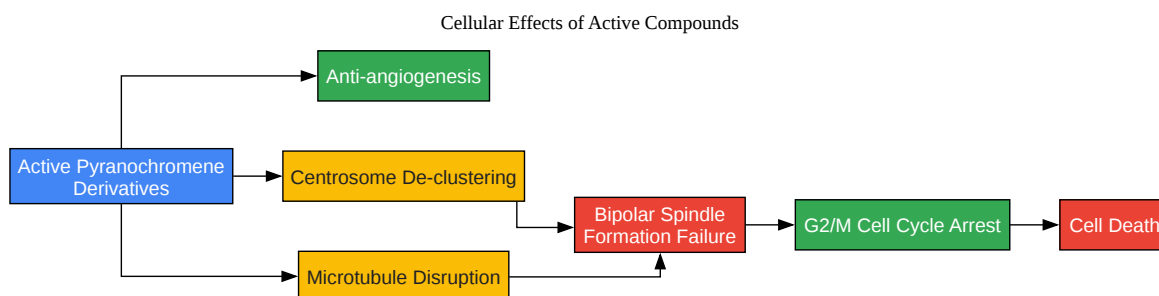 Cellular Effects of Active Compounds
Anti-angiogenesis
Active Pyranochromene
Derivatives
Centrosome De-clustering
Bipolar Spindle
Formation Failure
G2/M Cell Cycle Arrest
Cell Death
Microtubule Disruption